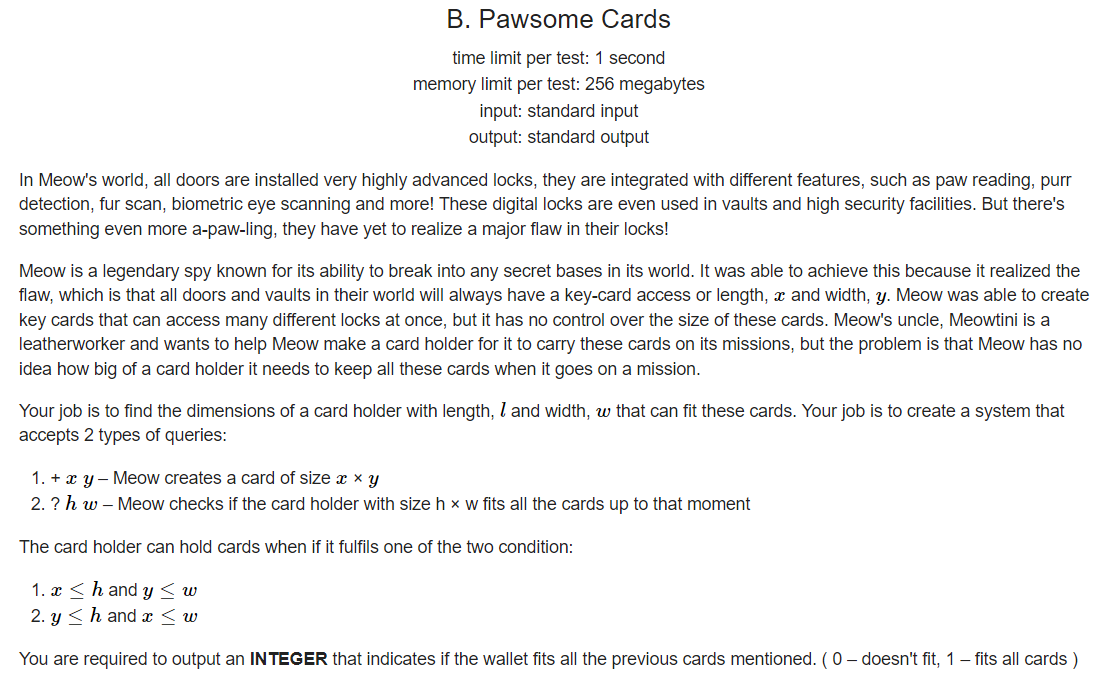 B. Pawsome Cards
time limit per test: 1 second
memory limit per test: 256 megabytes
input: standard input
output: standard output
In Meow's world, all doors are installed very highly advanced locks, they are integrated with different features, such as paw reading, purr
detection, fur scan, biometric eye scanning and more! These digital locks are even used in vaults and high security facilities. But there's
something even more a-paw-ling, they have yet to realize a major flaw in their locks!
Meow is a legendary spy known for its ability to break into any secret bases in its world. It was able to achieve this because it realized the
flaw, which is that all doors and vaults in their world will always have a key-card access or length, x and width, y. Meow was able to create
key cards that can access many different locks at once, but it has no control over the size of these cards. Meow's uncle, Meowtini is a
leatherworker and wants to help Meow make a card holder for it to carry these cards on its missions, but the problem is that Meow has no
idea how big of a card holder it needs to keep all these cards when it goes on a mission.
Your job is to find the dimensions of a card holder with length, l and width, w that can fit these cards. Your job is to create a system that
accepts 2 types of queries:
1. + x y – Meow creates a card of size x × y
2. ? h w – Meow checks if the card holder with size h × w fits all the cards up to that moment
The card holder can hold cards when if it fulfils one of the two condition:
1. x ≤ h and y ≤ w
2. y ≤ h and x ≤ w
You are required to output an INTEGER that indicates if the wallet fits all the previous cards mentioned. ( 0 – doesn't fit, 1 – fits all cards )